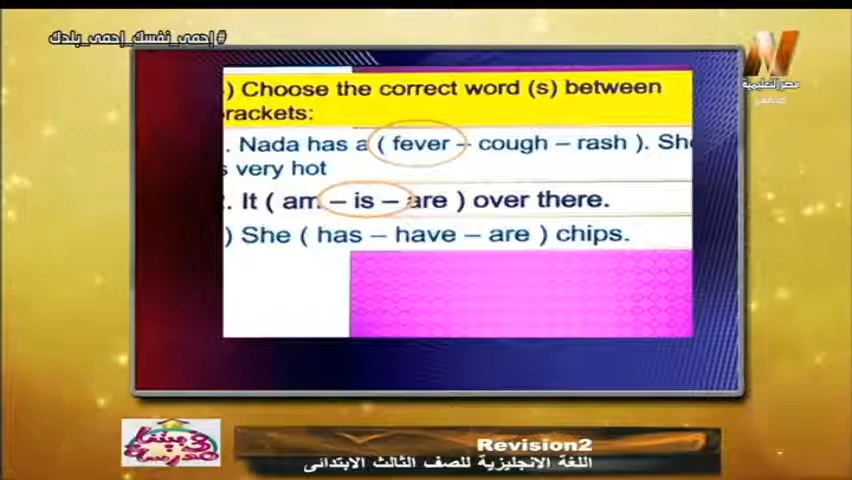 #إحمى_نفسك_إحمى_بلدك
مصر التعليمية
) Choose the correct word (s) between
rackets:
. Nada has a ( fever – cough – rash ). She
s very hot
. It ( am – is – are ) over there.
) She ( has – have – are ) chips.
Revision2
اللغة الانجليزية للصف الثالث الابتدائى